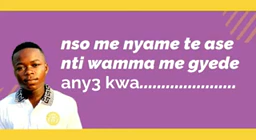 nso me nyame te ase
nti wamma me gyede
any3 kwa......................